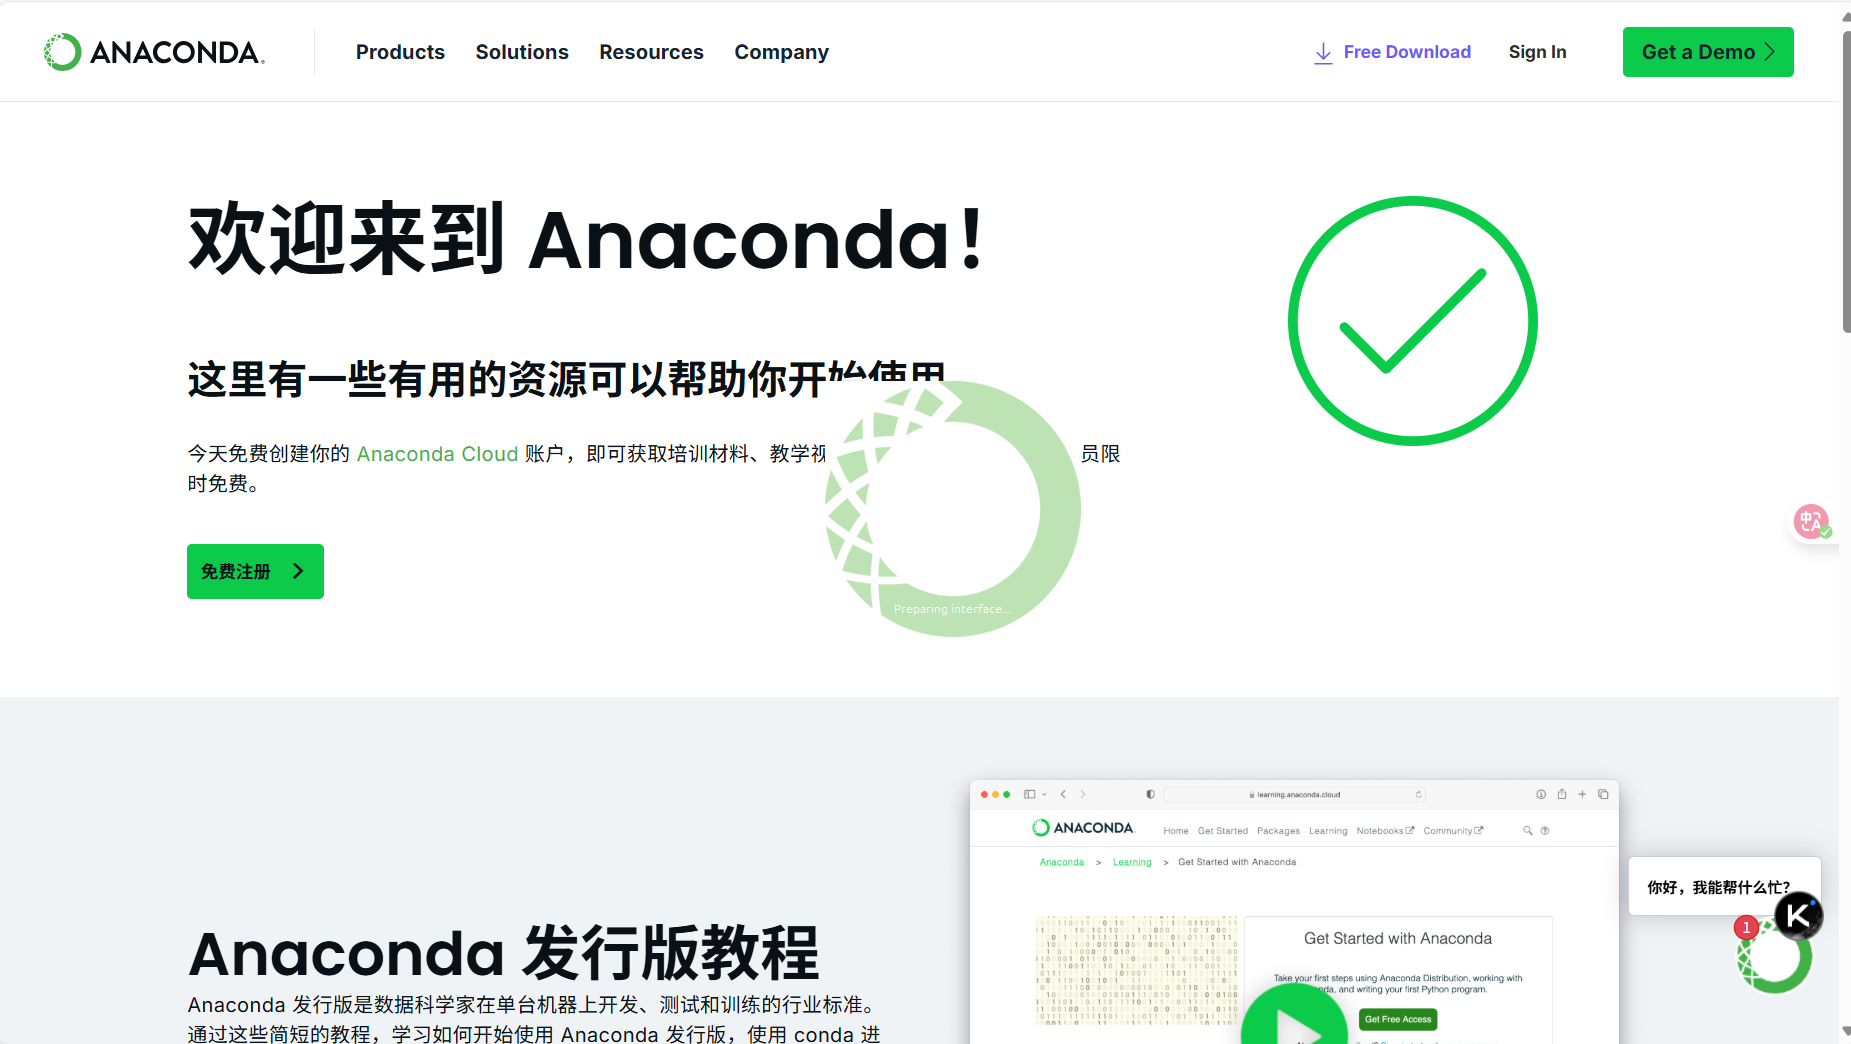 ANACONDA.
Products Solutions Resources Company
Free Download Sign In Get a Demo
欢迎来到 Anaconda！
这里有一些有用的资源可以帮助你开始使用
今天免费创建你的 Anaconda Cloud 账户，即可获取培训材料、教学视 员限
时免费。
免费注册
Preparing interface...
learning.anaconda.cloud
ANACONDA.
Home Get Started Packages Learning Notebooks Community
Anaconda > Learning > Get Started with Anaconda
Get Started with Anaconda
Take your first steps using Anaconda Distribution, working with
nda, and writing your first Python program.
Get Free Access
你好，我能帮什么忙？
K
1
Anaconda 发行版教程
Anaconda 发行版是数据科学家在单台机器上开发、测试和训练的行业标准。
通过这些简短的教程，学习如何开始使用 Anaconda 发行版，使用 conda 进